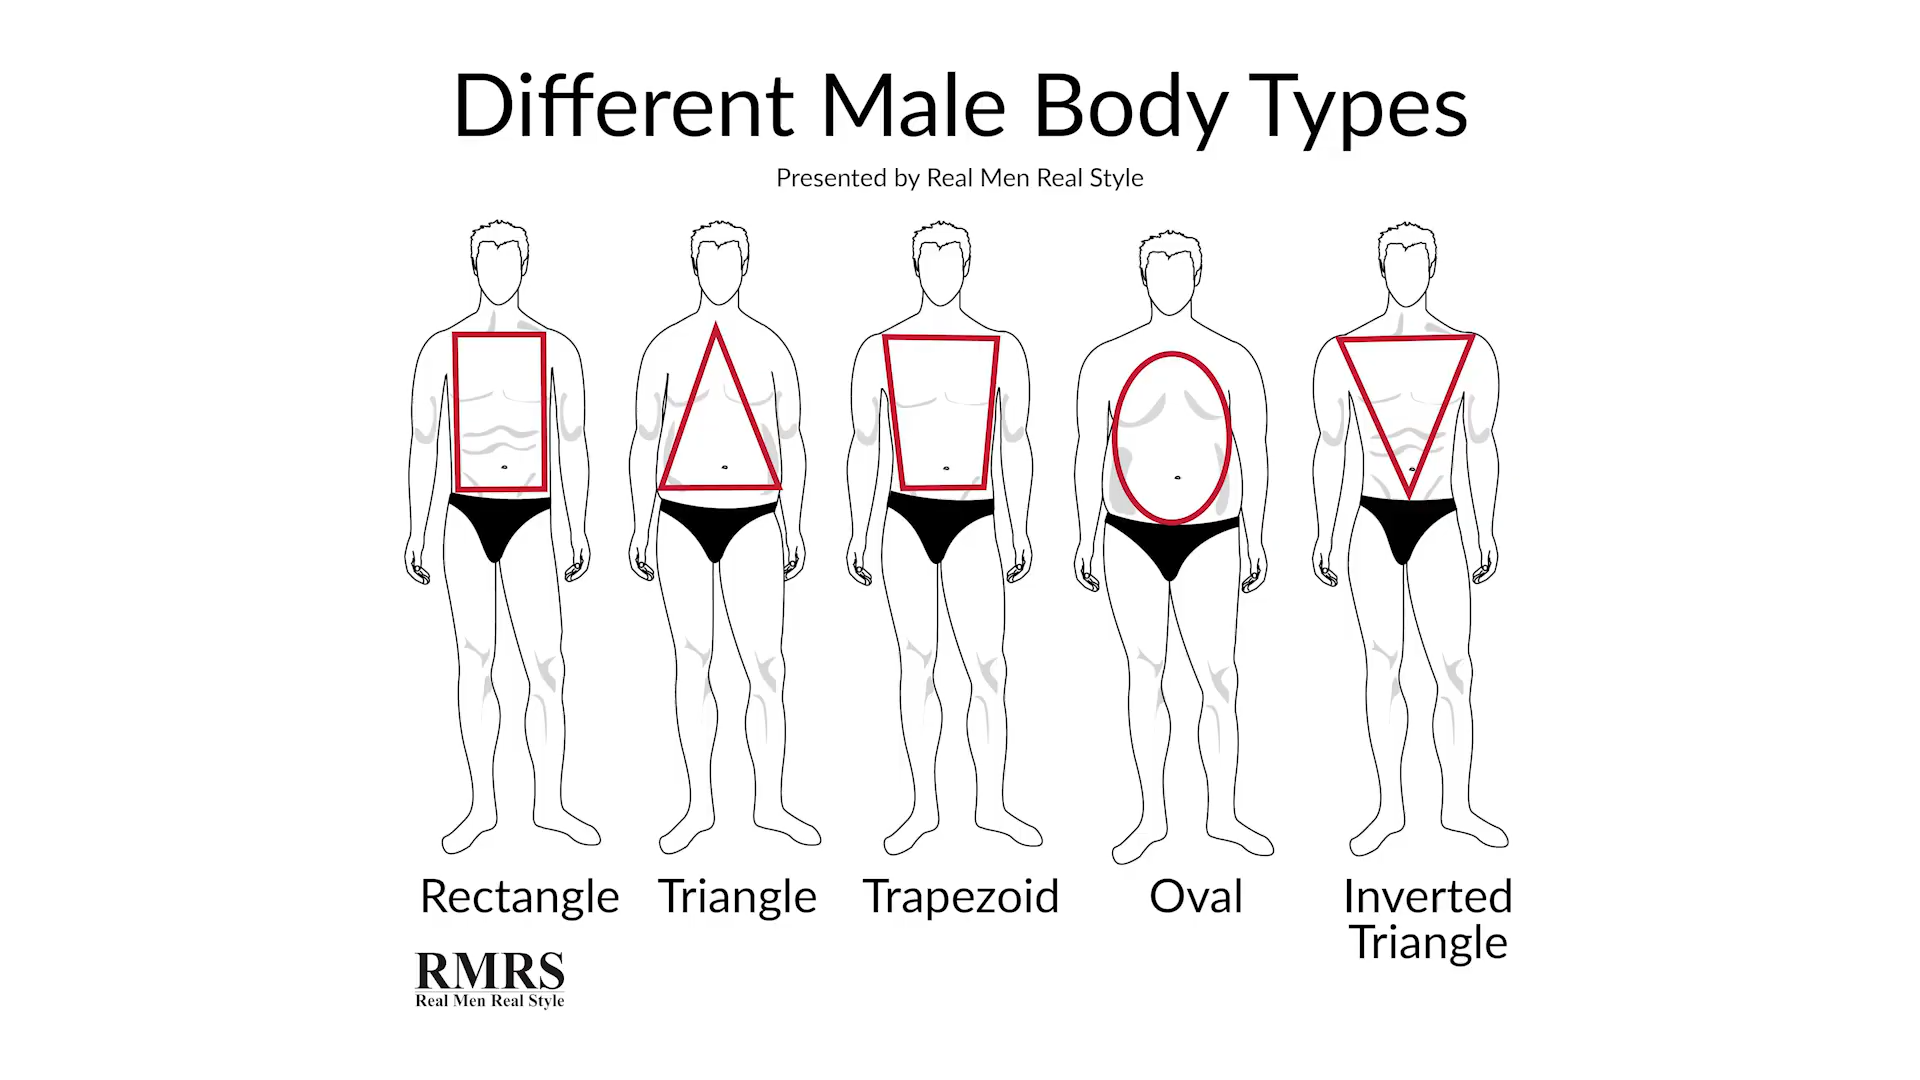 Different Male Body Types
Presented by Real Men Real Style
Rectangle
Triangle
Trapezoid
Oval
Inverted
Triangle
RMRS
Real Men Real Style